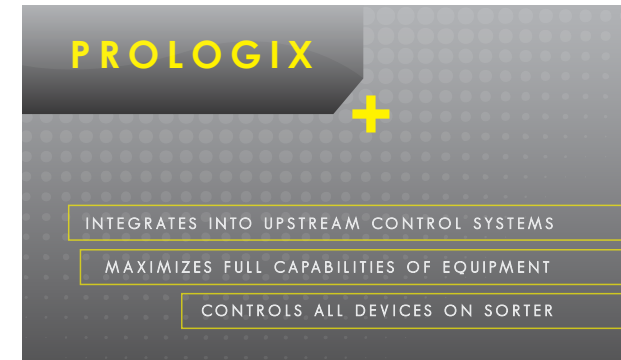 PROLOGIX
+
INTEGRATES INTO UPSTREAM CONTROL SYSTEMS
MAXIMIZES FULL CAPABILITIES OF EQUIPMENT
CONTROLS ALL DEVICES ON SORTER